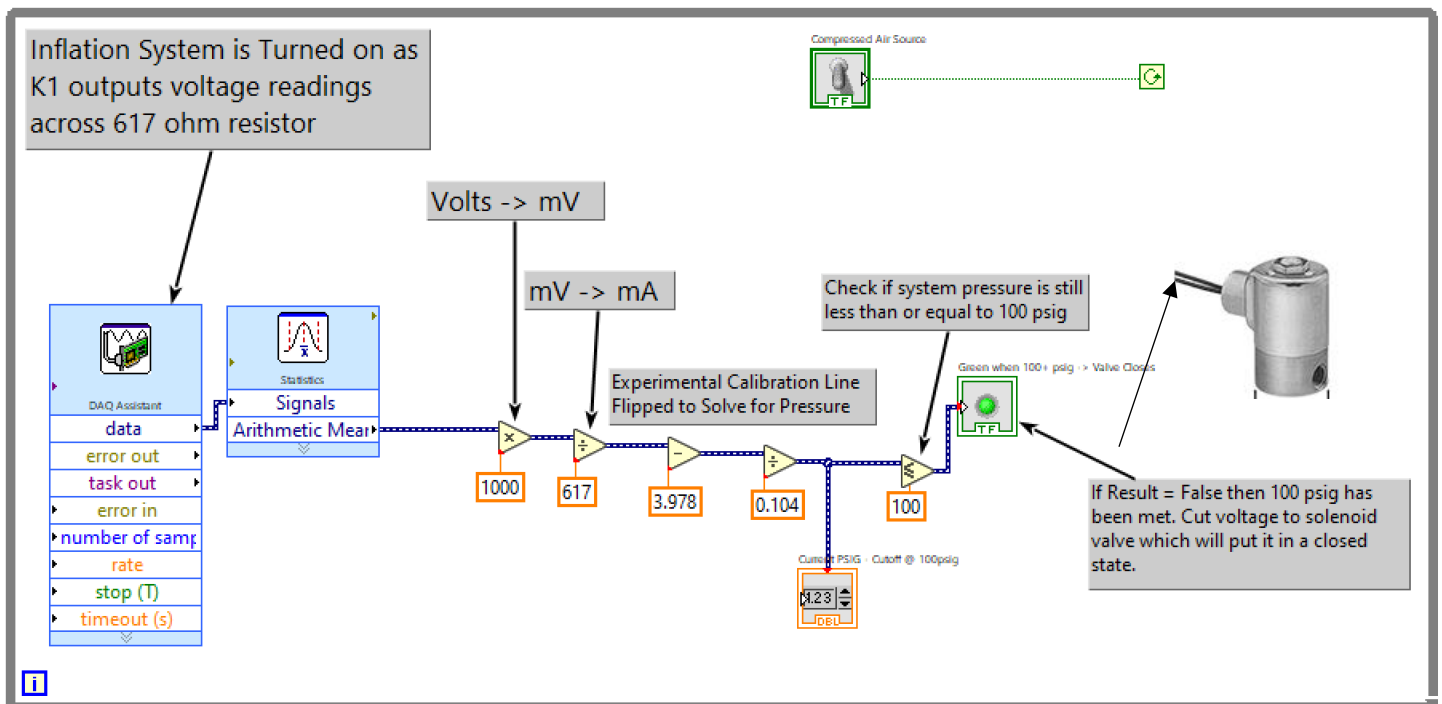 Inflation System is Turned on as
K1 outputs voltage readings
across 617 ohm resistor
Compressed Air Source
TF
Volts -> mV
mV -> mA
Check if system pressure is still
less than or equal to 100 psig
Experimental Calibration Line
Flipped to Solve for Pressure
Green when 100+ psig -> Valve Closes
TF
DAQ Assistant
data
error out
task out
error in
number of samp
rate
stop (T)
timeout (s)
Statistics
Signals
Arithmetic Mear
1000
617
3.978
0.104
100
Current PSIG - Cutoff @ 100psig
1.23
DBL
If Result = False then 100 psig has
been met. Cut voltage to solenoid
valve which will put it in a closed
state.
i